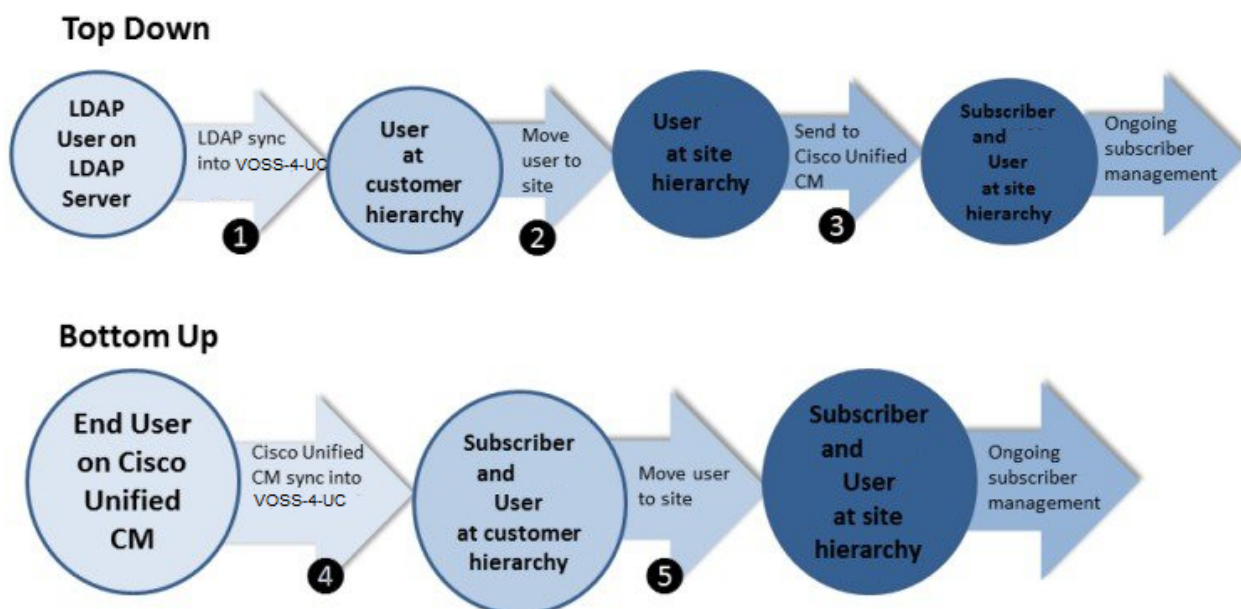 Top Down
LDAP
User on
LDAP
Server
LDAP sync
into VOSS-4-UC
1
User
at
customer
hierarchy
Move
user to
site
2
User
at site
hierarchy
Send to
Cisco Unified
CM
3
Subscriber
and
User
at site
hierarchy
Ongoing
subscriber
management
Bottom Up
End User
on Cisco
Unified
CM
Cisco Unified
CM sync into
VOSS-4-UC
4
Subscriber
and
User
at customer
hierarchy
Move user
to site
5
Subscriber
and
User
at site
hierarchy
Ongoing
subscriber
management